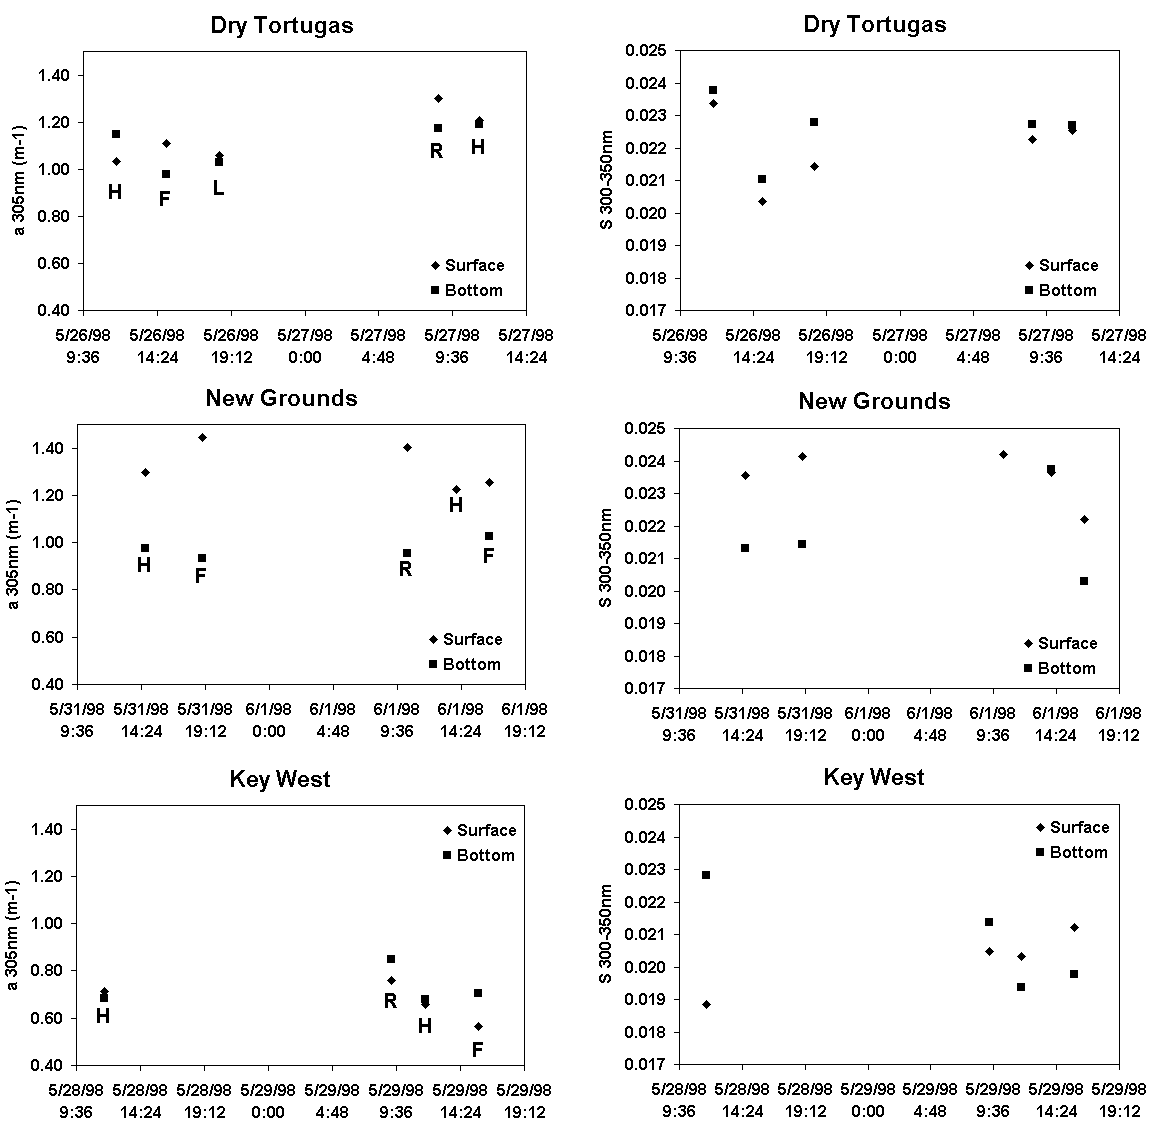 Dry Tortugas
a 305nm (m-1)
1.40
1.20
1.00
0.80
0.60
0.40
H F L R H
Surface
Bottom
5/26/98 5/26/98 5/26/98 5/27/98 5/27/98 5/27/98 5/27/98
9:36 14:24 19:12 0:00 4:48 9:36 14:24
Dry Tortugas
S 300-350nm
0.025
0.024
0.023
0.022
0.021
0.020
0.019
0.018
0.017
Surface
Bottom
5/26/98 5/26/98 5/26/98 5/27/98 5/27/98 5/27/98 5/27/98
9:36 14:24 19:12 0:00 4:48 9:36 14:24
New Grounds
a 305nm (m-1)
1.40
1.20
1.00
0.80
0.60
0.40
H F R H F
Surface
Bottom
5/31/98 5/31/98 5/31/98 6/1/98 6/1/98 6/1/98 6/1/98 6/1/98
9:36 14:24 19:12 0:00 4:48 9:36 14:24 19:12
New Grounds
S 300-350nm
0.025
0.024
0.023
0.022
0.021
0.020
0.019
0.018
0.017
Surface
Bottom
5/31/98 5/31/98 5/31/98 6/1/98 6/1/98 6/1/98 6/1/98 6/1/98
9:36 14:24 19:12 0:00 4:48 9:36 14:24 19:12
Key West
a 305nm (m-1)
1.40
1.20
1.00
0.80
0.60
0.40
Surface
Bottom
H R H F
5/28/98 5/28/98 5/28/98 5/29/98 5/29/98 5/29/98 5/29/98 5/29/98
9:36 14:24 19:12 0:00 4:48 9:36 14:24 19:12
Key West
S 300-350nm
0.025
0.024
0.023
0.022
0.021
0.020
0.019
0.018
0.017
Surface
Bottom
5/28/98 5/28/98 5/28/98 5/29/98 5/29/98 5/29/98 5/29/98 5/29/98
9:36 14:24 19:12 0:00 4:48 9:36 14:24 19:12